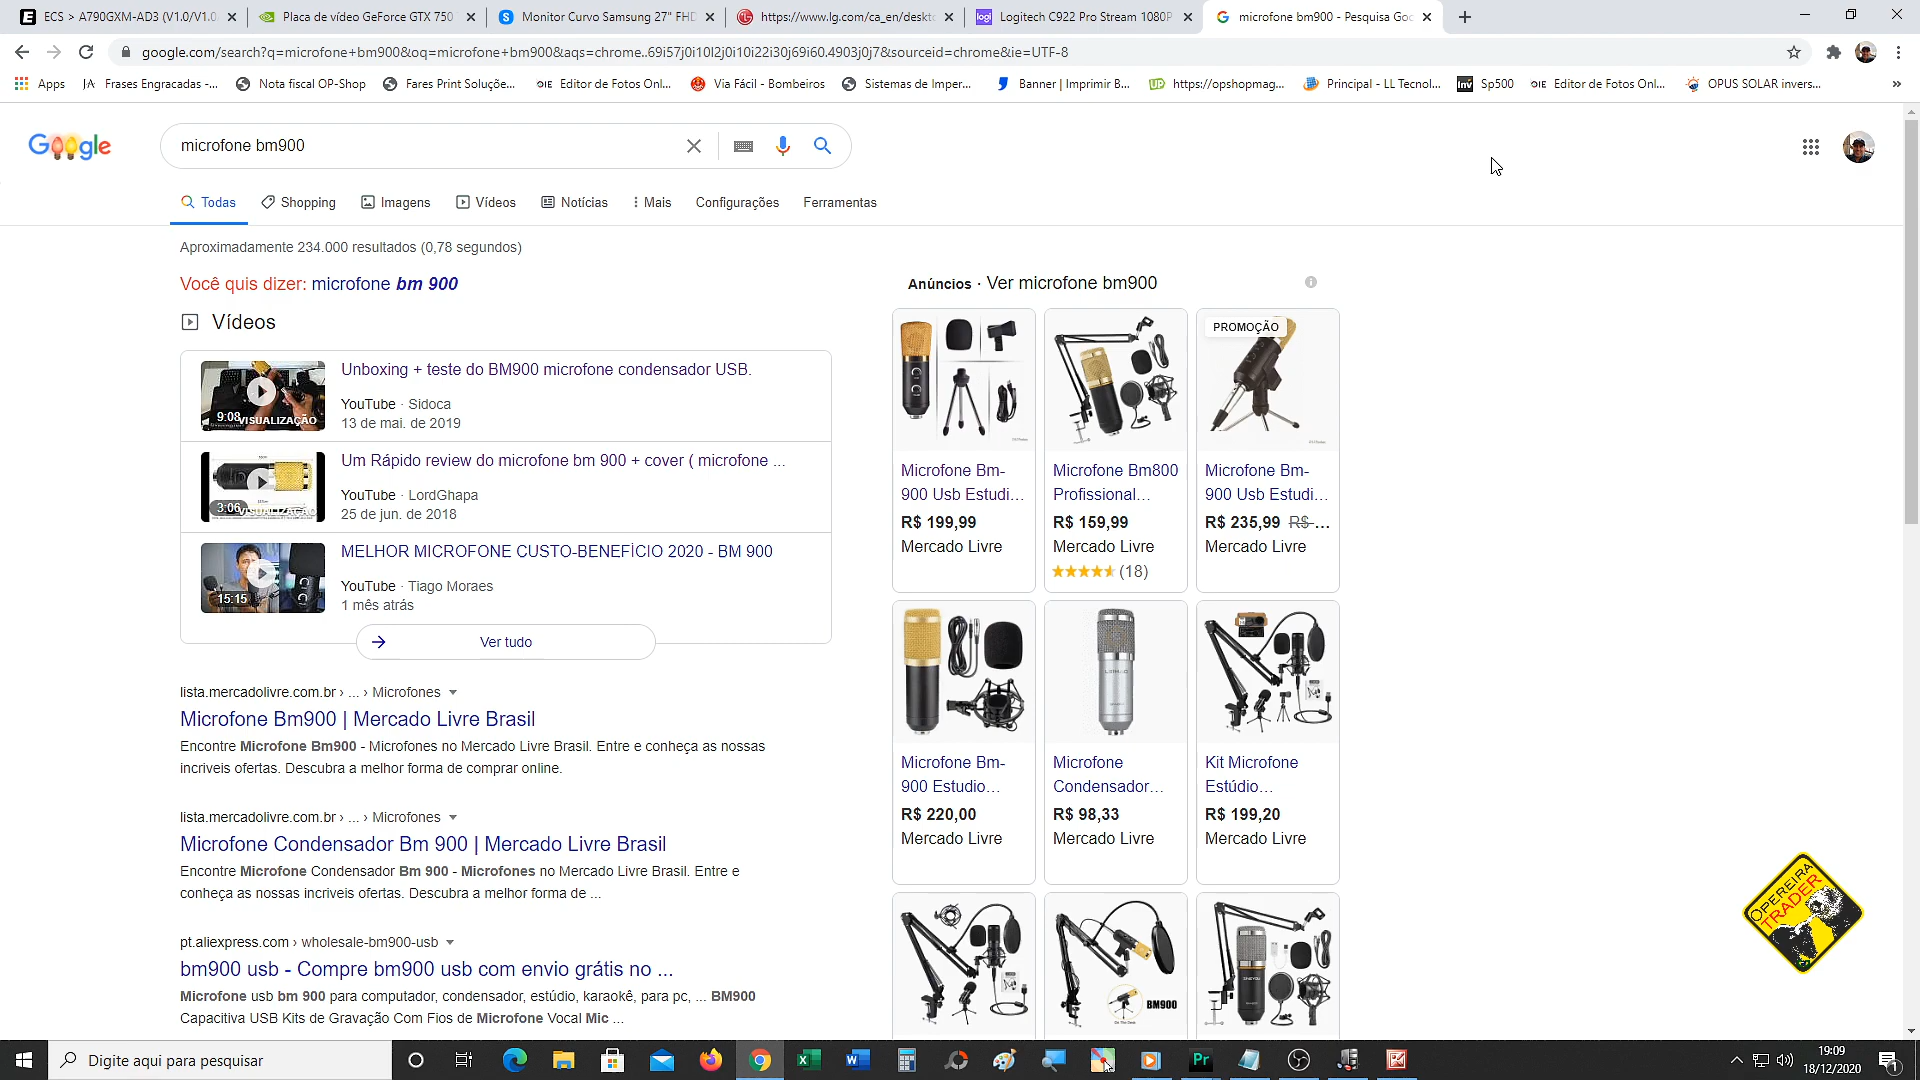 ECS > A790GXM-AD3 (V1.0/V1.0
Placa de vídeo GeForce GTX 750
Monitor Curvo Samsung 27" FHD
https://www.lg.com/ca_en/deskto
Logitech C922 Pro Stream 1080P
microfone bm900 - Pesquisa Goo
google.com/search?q=microfone+bm900&oq=microfone+bm900&aqs=chrome..69i57j0i10l2j0i10i22i30j69i60.4903j0j7&sourceid=chrome&ie=UTF-8
Apps
Frases Engracadas -...
Nota fiscal OP-Shop
Fares Print Soluçõe...
Editor de Fotos Onl...
Via Fácil - Bombeiros
Sistemas de Imper...
Banner | Imprimir B...
https://opshopmag...
Principal - LL Tecnol...
Sp500
Editor de Fotos Onl...
OPUS SOLAR invers...
Google
microfone bm900
Todas
Shopping
Imagens
Vídeos
Notícias
Mais
Configurações
Ferramentas
Aproximadamente 234.000 resultados (0,78 segundos)
Você quis dizer: microfone bm 900
Vídeos
Unboxing + teste do BM900 microfone condensador USB.
YouTube · Sidoca
13 de mai. de 2019
9:08
VISUALIZAÇÃO
Um Rápido review do microfone bm 900 + cover ( microfone ...
YouTube · LordGhapa
25 de jun. de 2018
3:06
VISUALIZAÇÃO
MELHOR MICROFONE CUSTO-BENEFÍCIO 2020 - BM 900
YouTube · Tiago Moraes
1 mês atrás
15:15
Ver tudo
lista.mercadolivre.com.br › ... › Microfones
Microfone Bm900 | Mercado Livre Brasil
Encontre Microfone Bm900 - Microfones no Mercado Livre Brasil. Entre e conheça as nossas
incriveis ofertas. Descubra a melhor forma de comprar online.
lista.mercadolivre.com.br › ... › Microfones
Microfone Condensador Bm 900 | Mercado Livre Brasil
Encontre Microfone Condensador Bm 900 - Microfones no Mercado Livre Brasil. Entre e
conheça as nossas incriveis ofertas. Descubra a melhor forma de ...
pt.aliexpress.com › wholesale-bm900-usb
bm900 usb - Compre bm900 usb com envio grátis no ...
Microfone usb bm 900 para computador, condensador, estúdio, karaokê, para pc, ... BM900
Capacitiva USB Kits de Gravação Com Fios de Microfone Vocal Mic ...
Anúncios · Ver microfone bm900
Microfone Bm-
900 Usb Estudi...
R$ 199,99
Mercado Livre
Microfone Bm800
Profissional...
R$ 159,99
Mercado Livre
(18)
PROMOÇÃO
Microfone Bm-
900 Usb Estudi...
R$ 235,99 R$ ...
Mercado Livre
Microfone Bm-
900 Estudio...
R$ 220,00
Mercado Livre
Microfone
Condensador...
R$ 98,33
Mercado Livre
Kit Microfone
Estúdio...
R$ 199,20
Mercado Livre
BM900
OPEREIRA
TRADER
Digite aqui para pesquisar
Pr
19:09
18/12/2020
1